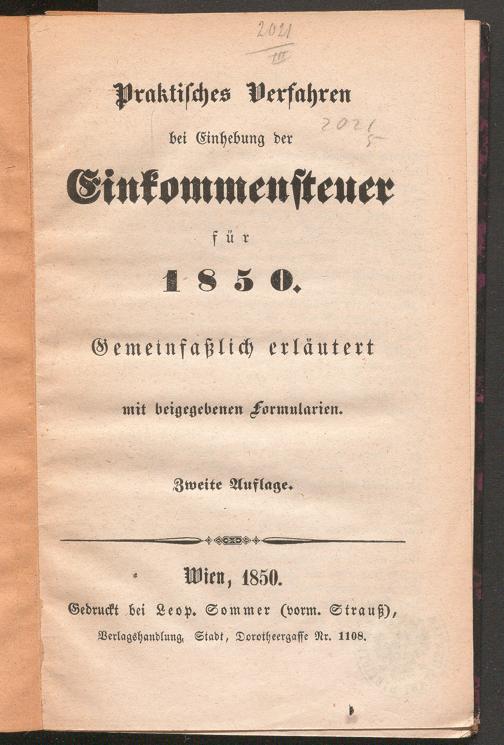 2021
III
Praktisches Verfahren
2021
5
bei Einhebung der
Einkommensteuer
für
1850.
Gemeinfaßlich erläutert
mit beigegebenen Formularien.
Zweite Auflage.
Wien, 1850.
Gedruckt bei Leop. Sommer (vorm. Strauß),
Verlagshandlung, Stadt, Dorotheergasse Nr. 1108.